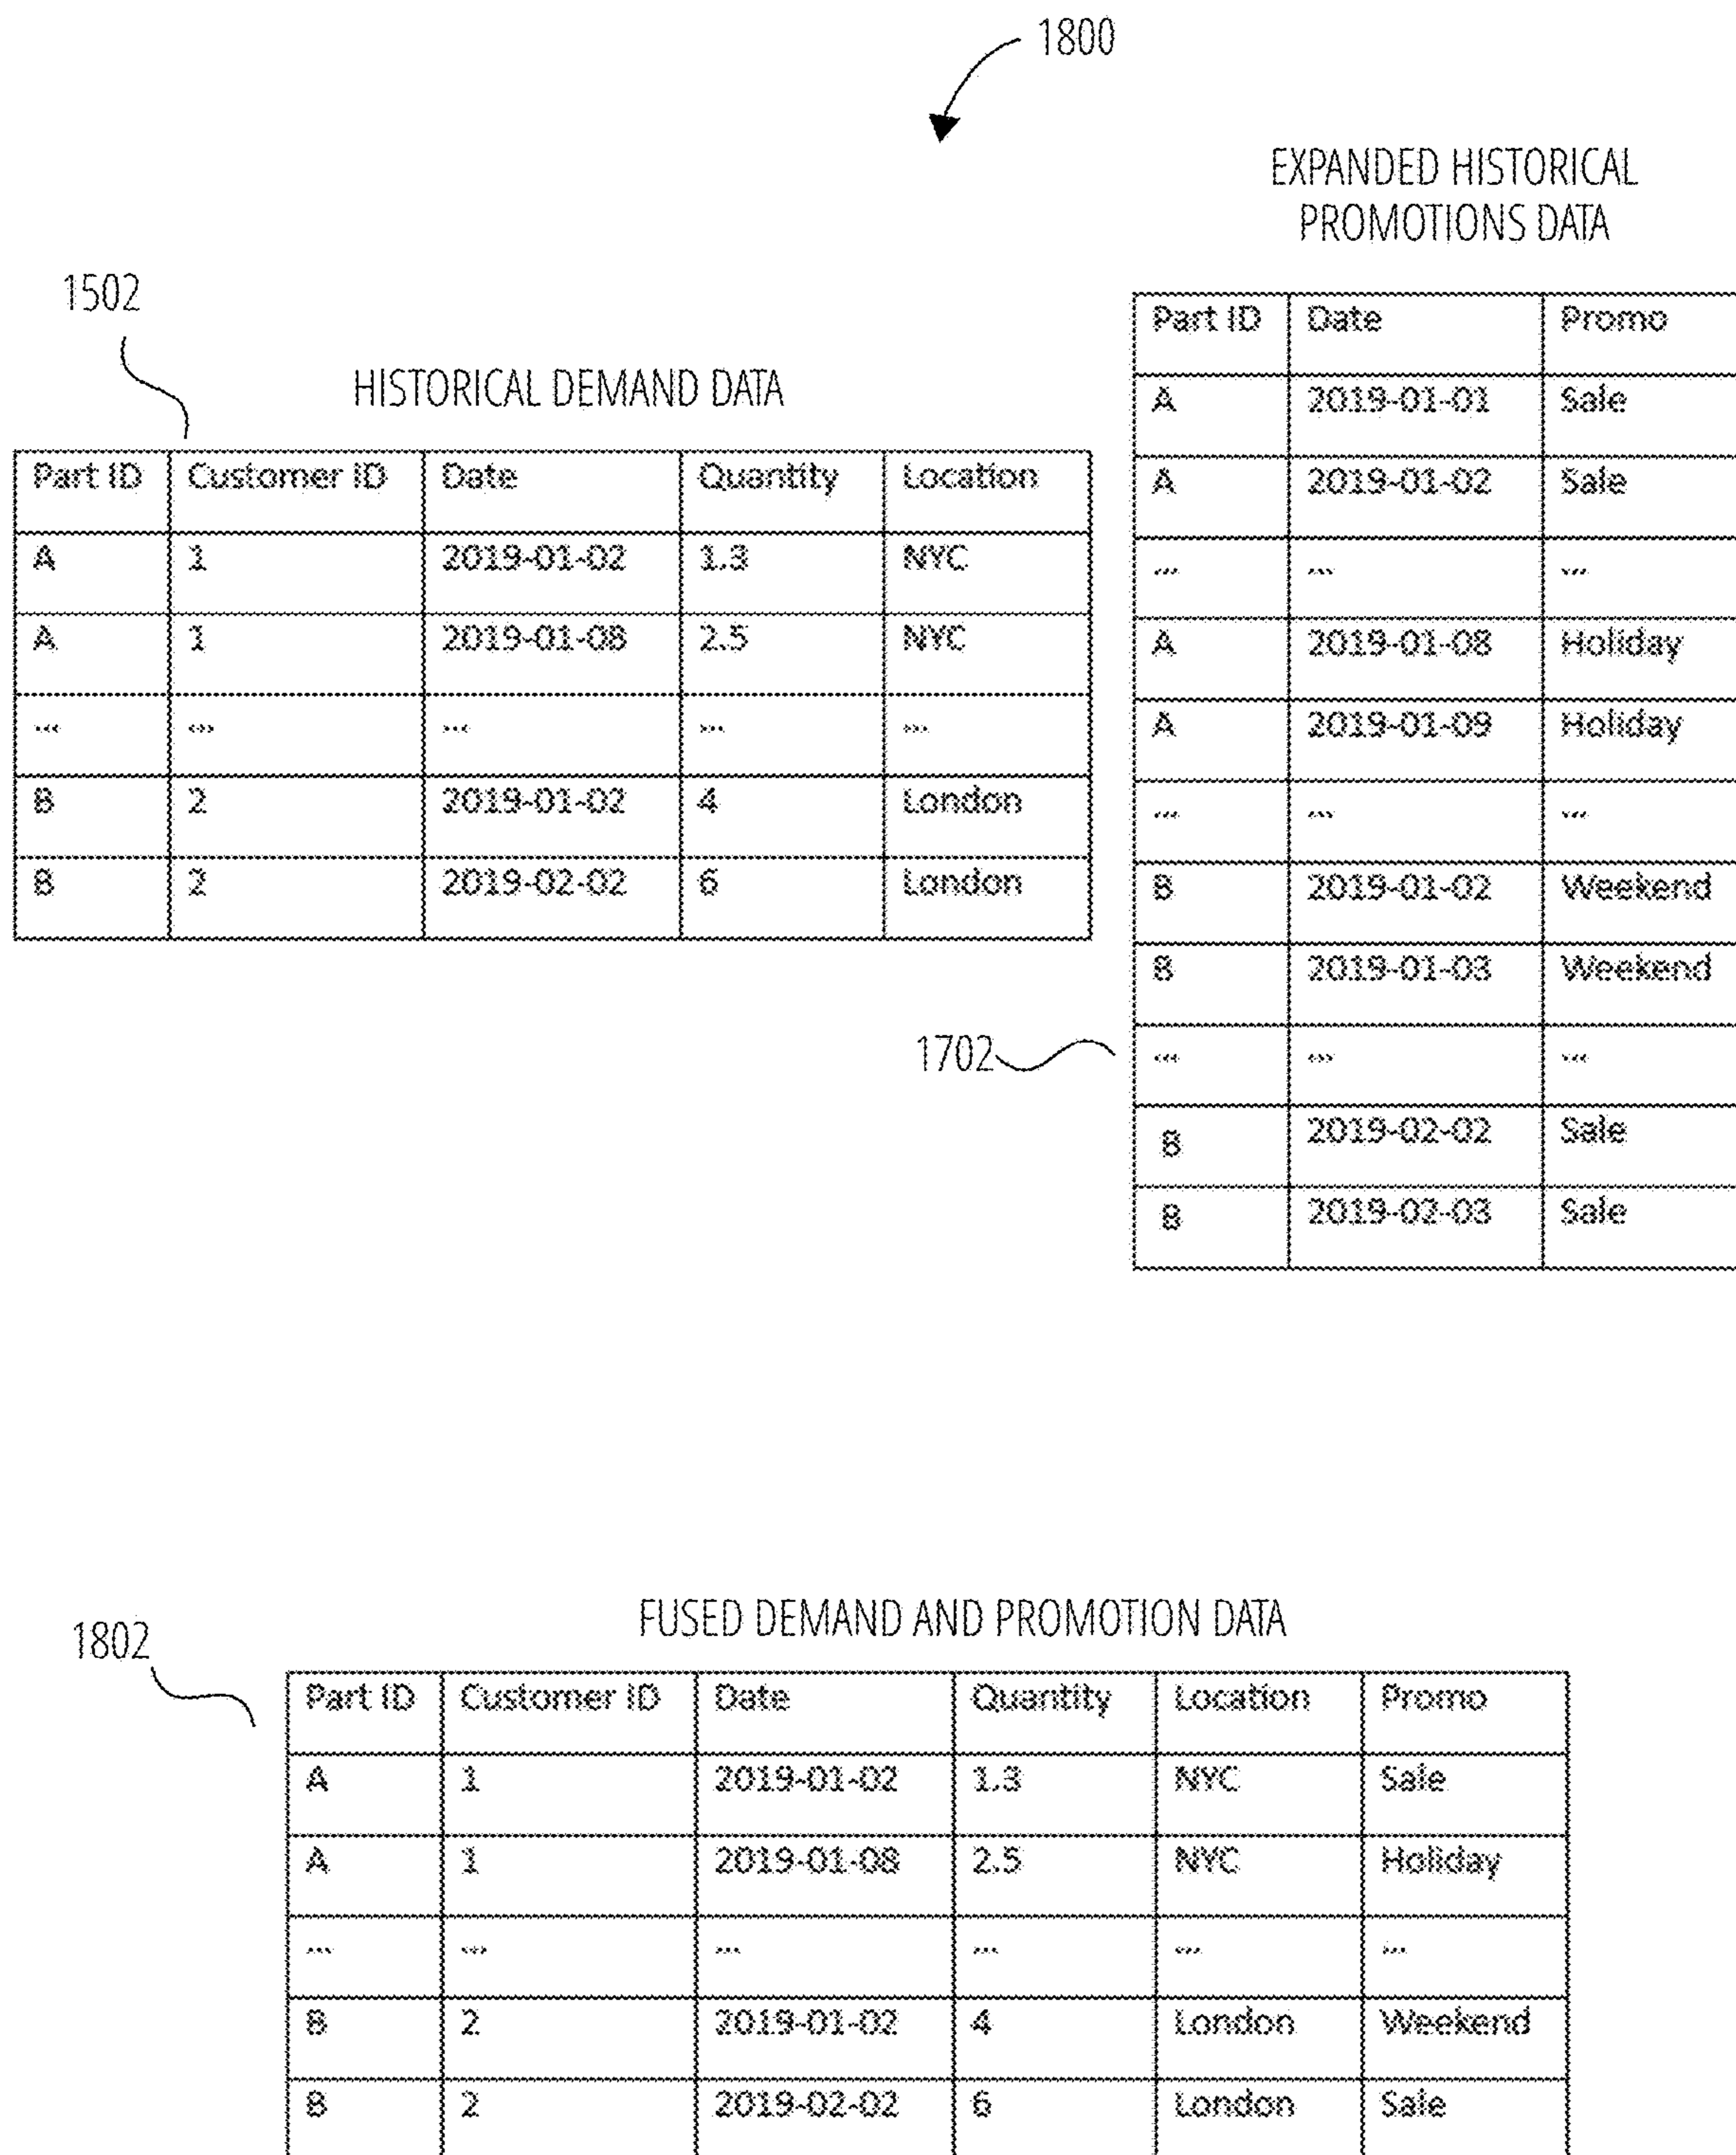 1800
EXPANDED HISTORICAL
PROMOTIONS DATA
1502
HISTORICAL DEMAND DATA
Part ID Customer ID Date Quantity Location
A 1 2019-01-02 1.3 NYC
A 1 2019-01-08 2.5 NYC
... ... ... ... ...
B 2 2019-01-02 4 London
B 2 2019-02-02 6 London
Part ID Date Promo
A 2019-01-01 Sale
A 2019-01-02 Sale
... ... ...
A 2019-01-08 Holiday
A 2019-01-09 Holiday
... ... ...
B 2019-01-02 Weekend
B 2019-01-03 Weekend
... ... ...
B 2019-02-02 Sale
B 2019-02-03 Sale
1702
FUSED DEMAND AND PROMOTION DATA
1802
Part ID Customer ID Date Quantity Location Promo
A 1 2019-01-02 1.3 NYC Sale
A 1 2019-01-08 2.5 NYC Holiday
... ... ... ... ... ...
B 2 2019-01-02 4 London Weekend
B 2 2019-02-02 6 London Sale